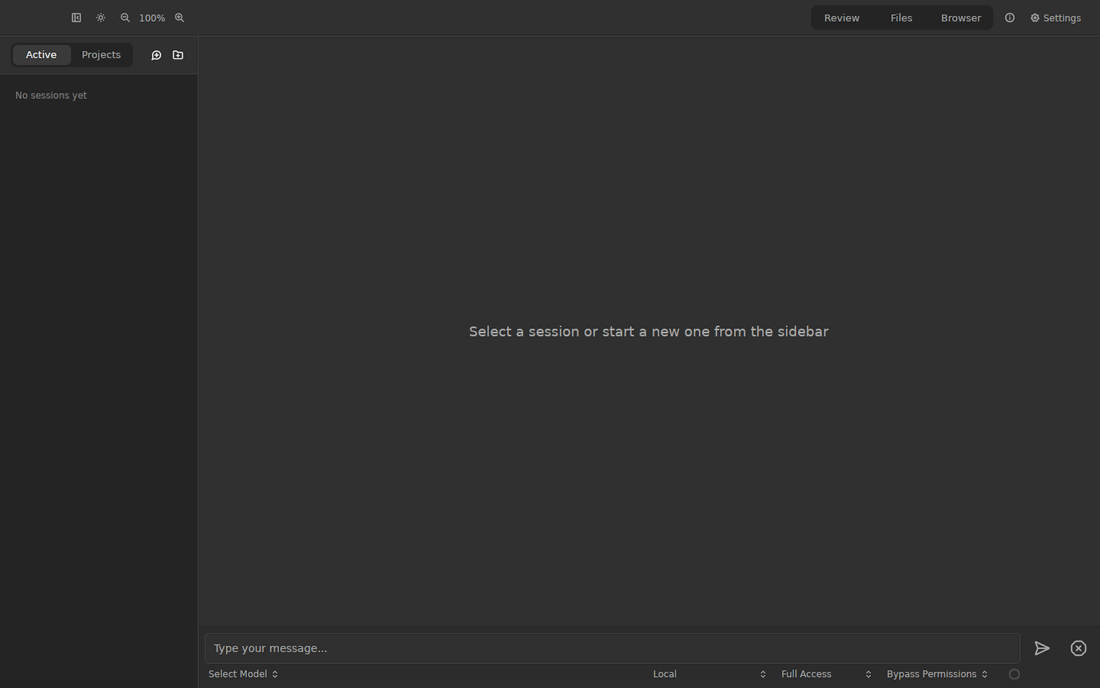 100%
Review Files Browser Settings
Active Projects
No sessions yet
Select a session or start a new one from the sidebar
Type your message...
Select Model Local Full Access Bypass Permissions